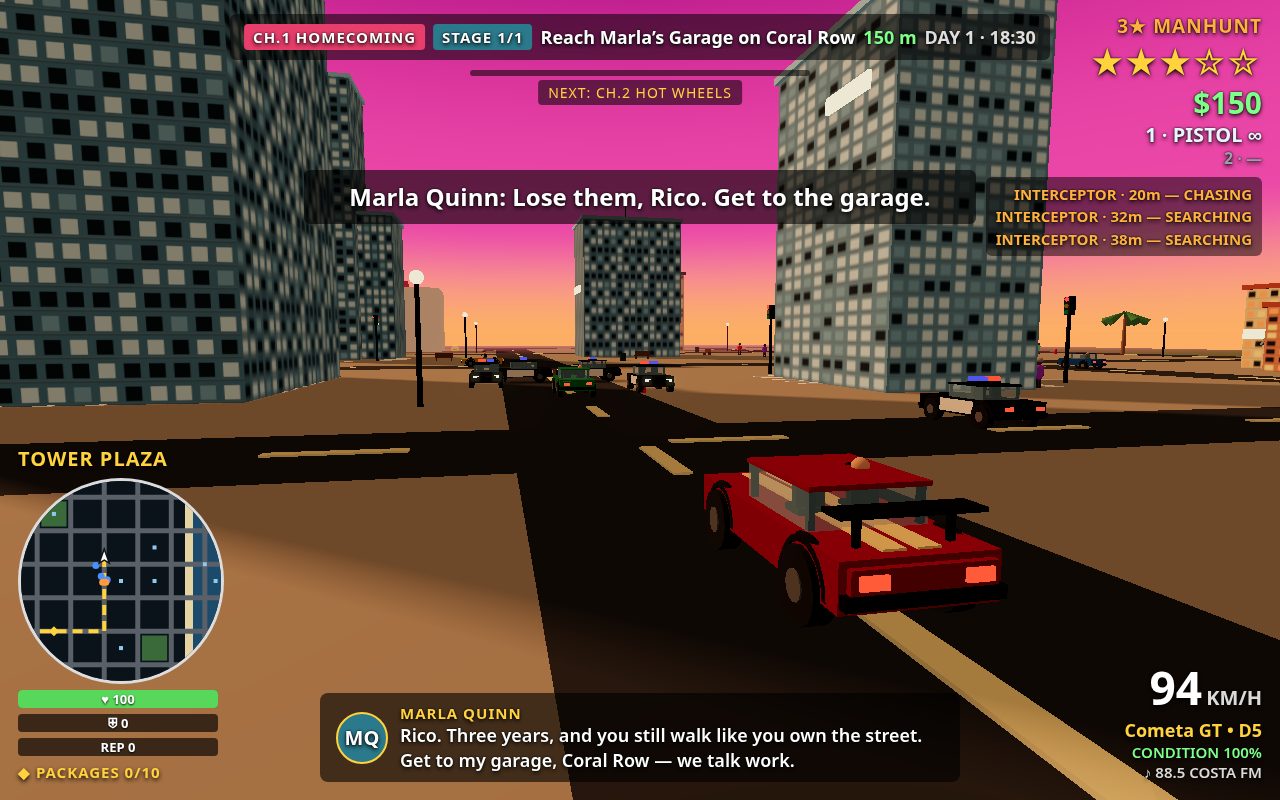 CH.1 HOMECOMING STAGE 1/1 Reach Marla's Garage on Coral Row 150 m DAY 1 · 18:30
NEXT: CH.2 HOT WHEELS
3★ MANHUNT
★★★☆☆
$150
1 · PISTOL ∞
2 · —
INTERCEPTOR · 20m — CHASING
INTERCEPTOR · 32m — SEARCHING
INTERCEPTOR · 38m — SEARCHING
Marla Quinn: Lose them, Rico. Get to the garage.
TOWER PLAZA
♥ 100
⛨ 0
REP 0
◆ PACKAGES 0/10
MQ
MARLA QUINN
Rico. Three years, and you still walk like you own the street.
Get to my garage, Coral Row — we talk work.
94 KM/H
Cometa GT • D5
CONDITION 100%
♪ 88.5 COSTA FM